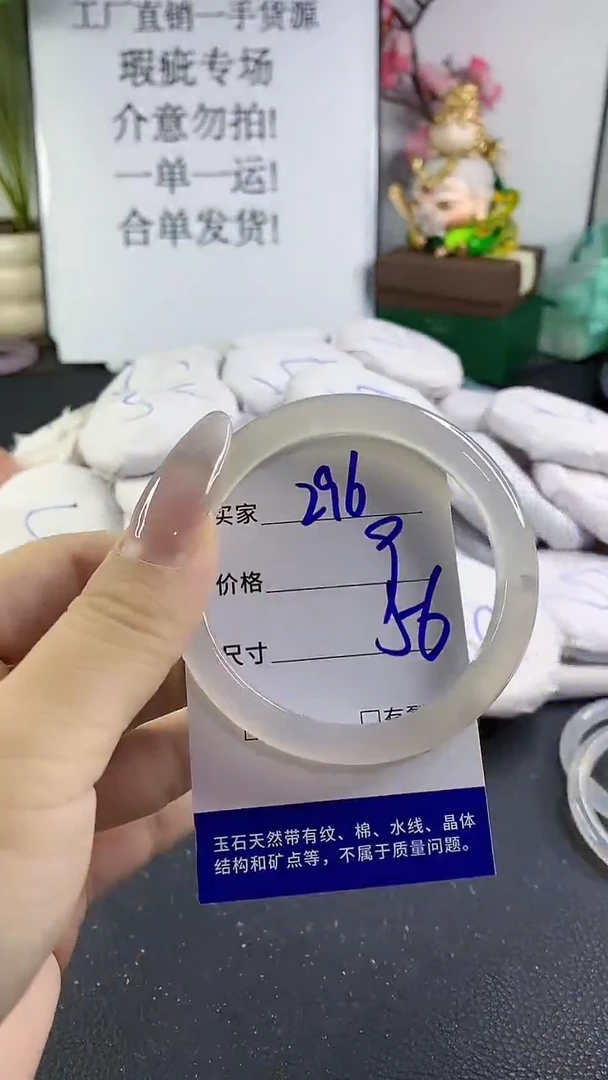 工厂直销一手货源
瑕疵专场
介意勿拍!
一单一运!
合单发货!
买家 296
价格 9
尺寸 56
玉石天然带有纹、棉、水线、晶体
结构和矿点等，不属于质量问题。